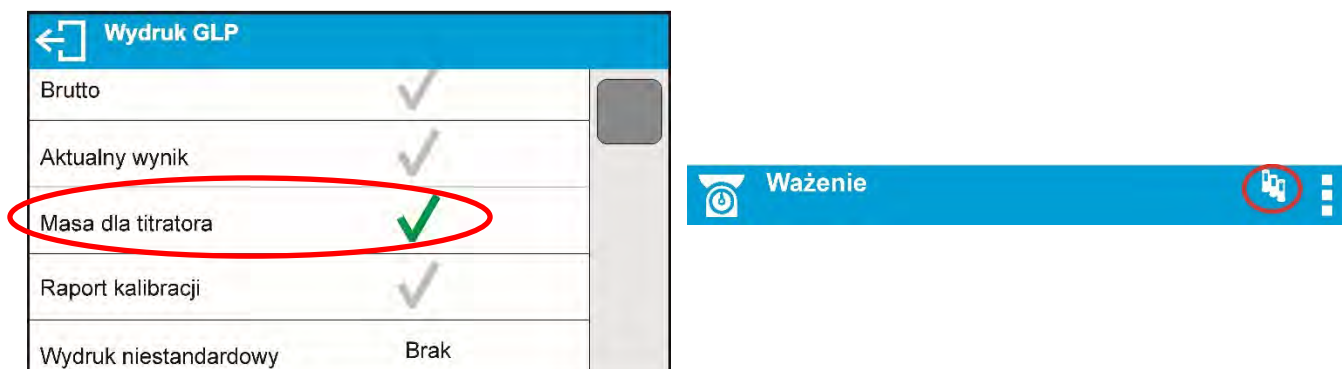 Wydruk GLP
Brutto
Aktualny wynik
Masa dla titratora
Raport kalibracji
Wydruk niestandardowy Brak
Ważenie